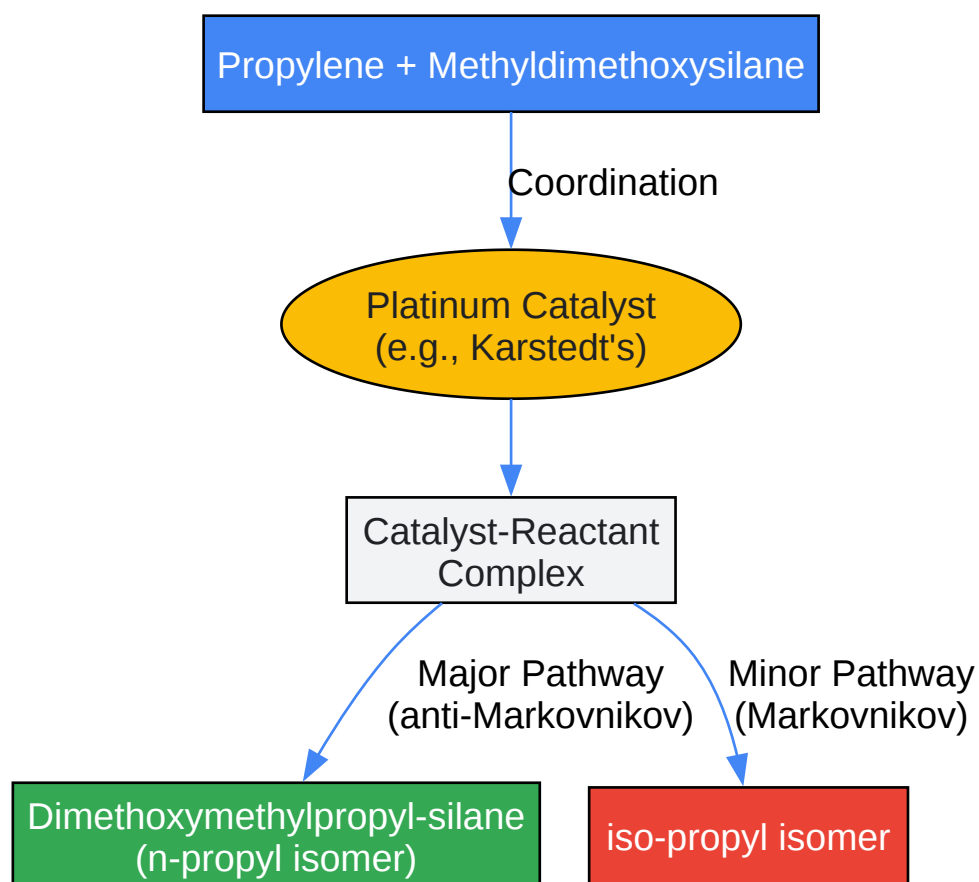 Propylene + Methyldimethoxysilane
Coordination
Platinum Catalyst
(e.g., Karstedt's)
Catalyst-Reactant
Complex
Major Pathway
(anti-Markovnikov)
Minor Pathway
(Markovnikov)
Dimethoxymethylpropyl-silane
(n-propyl isomer)
iso-propyl isomer